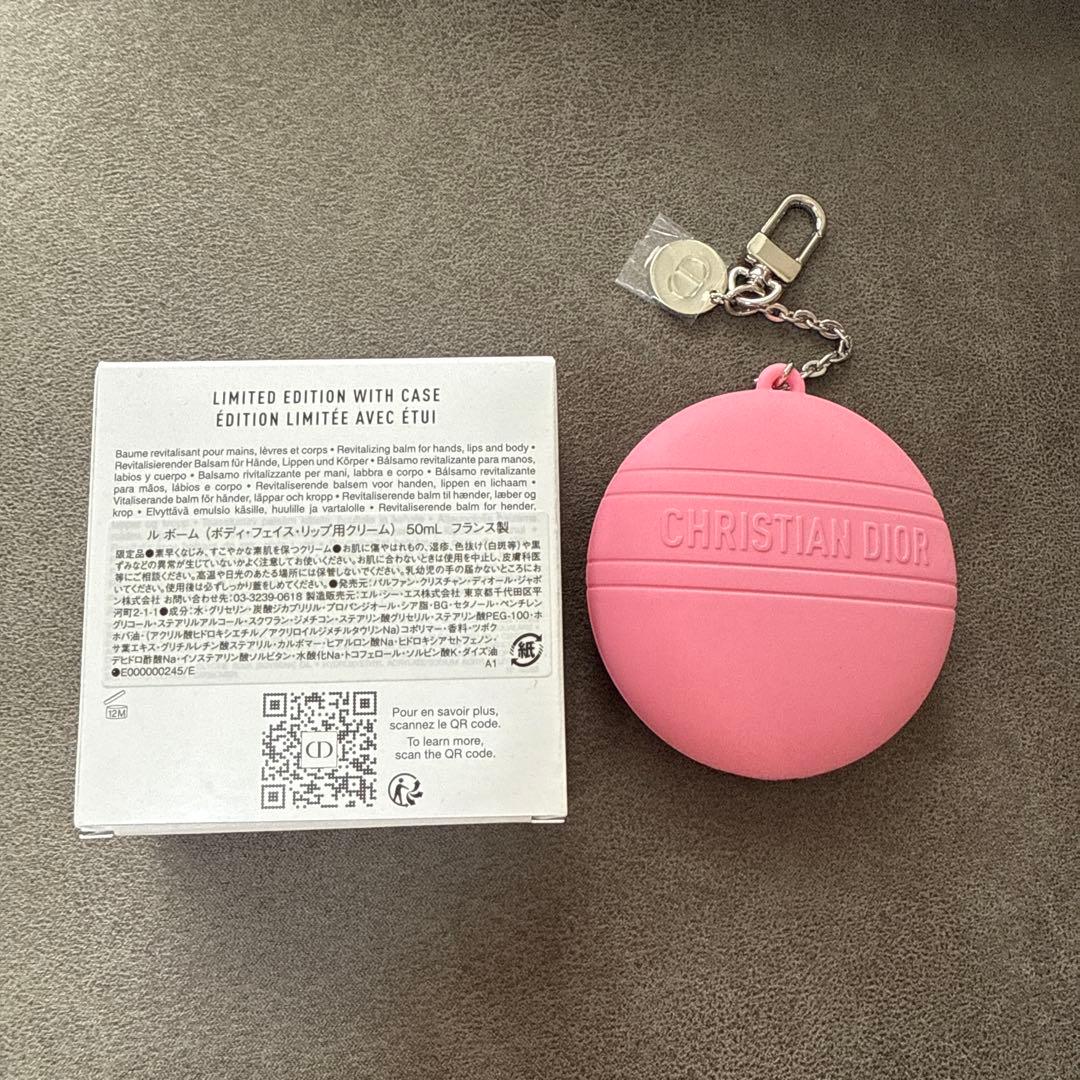 LIMITED EDITION WITH CASE
ÉDITION LIMITÉE AVEC ÉTUI
Baume revitalisant pour mains, lèvres et corps • Revitalizing balm for hands, lips and body •
Revitalisierender Balsam für Hände, Lippen und Körper • Bálsamo revitalizante para manos,
labios y cuerpo • Balsamo rivitalizzante per mani, labbra e corpo • Bálsamo revitalizante
para mãos, lábios e corpo • Revitaliserende balsem voor handen, lippen en lichaam •
Vitaliserande balm för händer, läppar och kropp • Revitaliserende balm til hænder, læber og
krop • Elvyttävä emulsio käsille, huulille ja vartalolle • Revitaliserende balm for hender,
ル ボーム (ボディ・フェイス・リップ用クリーム) 50mL フランス製
限定品●素早くなじみ、すこやかな素肌を保つクリーム●お肌に傷やはれもの、湿疹、色抜け(白斑等)や黒
ずみなどの異常が生じていないかよく注意してお使いください。お肌に合わないときは使用を中止し、皮膚科医
等にご相談ください。高温や日光のあたる場所には保管しないでください。乳幼児の手の届かないところにお
いてください。使用後は必ずしっかり蓋をしめてください。●発売元:パルファン・クリスチャン・ディオール・ジャポ
ン株式会社 お問い合わせ先:03-3239-0618 製造販売元:エル・シー・エス株式会社 東京都千代田区平
河町2-1-1●成分:水・グリセリン・炭酸ジカプリリル・プロパンジオール・シア脂・BG・セタノール・ペンチレン
グリコール・ステアリルアルコール・スクワラン・ジメチコン・ステアリン酸グリセリル・ステアリン酸PEG-100・ホ
ホバ油・(アクリル酸ヒドロキシエチル/アクリロイルジメチルタウリンNa)コポリマー・香料・ツボク
サ葉エキス・グリチルレチン酸ステアリル・カルボマー・ヒアルロン酸Na・ヒドロキシアセトフェノン・
デヒドロ酢酸Na・イソステアリン酸ソルビタン・水酸化Na・トコフェロール・ソルビン酸K・ダイズ油
A1
●E000000245/E
紙
12M
CD
Pour en savoir plus,
scannez le QR code.
To learn more,
scan the QR code.
CD
CHRISTIAN DIOR